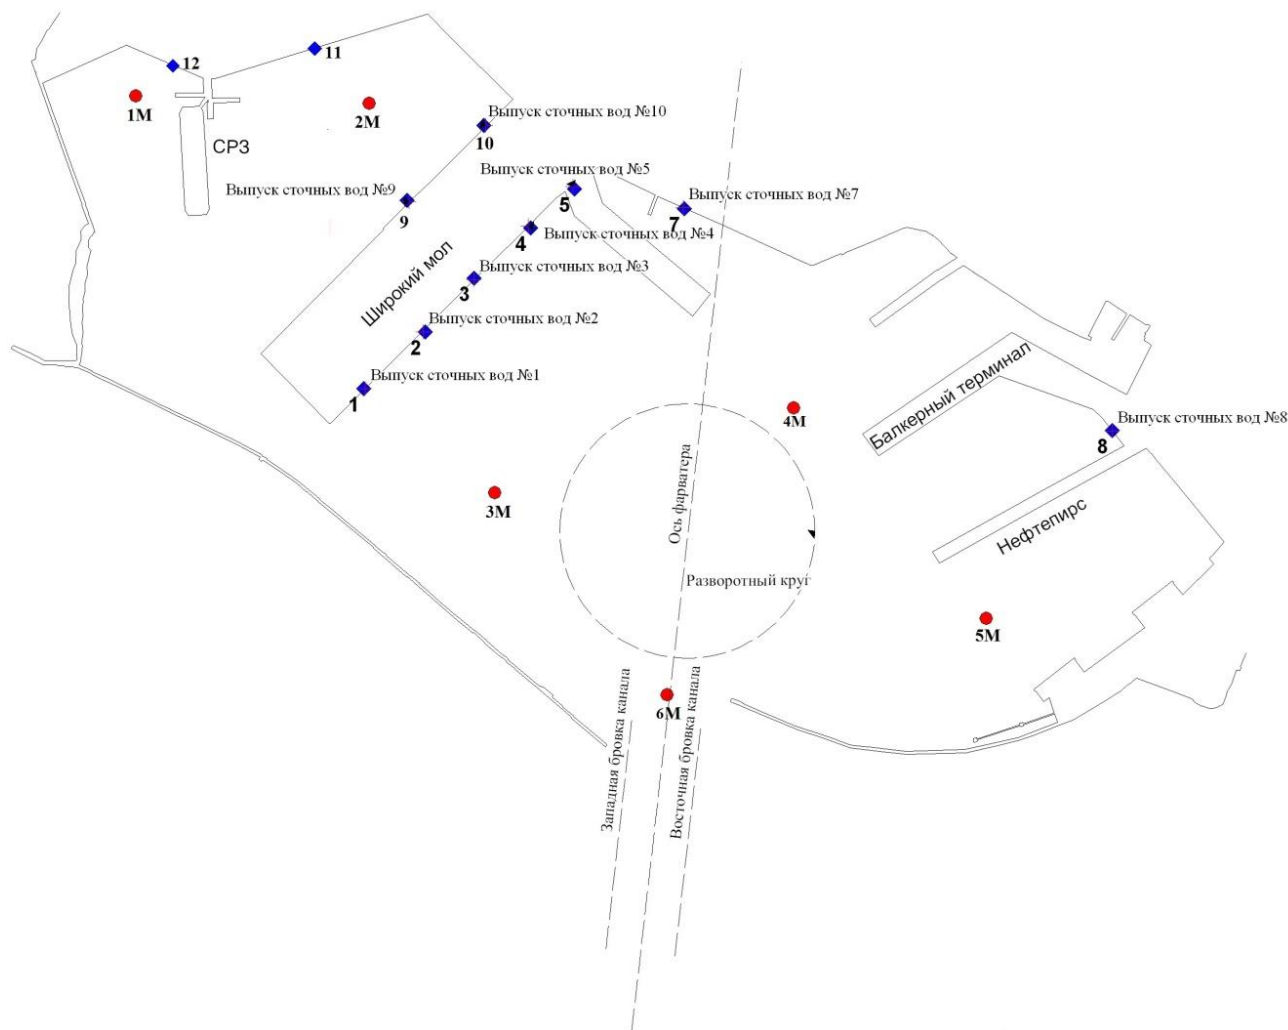 12
11
1М
2М
Выпуск сточных вод №10
10
СРЗ
Выпуск сточных вод №5
5
Выпуск сточных вод №9
9
Выпуск сточных вод №7
7
4
Выпуск сточных вод №4
Широкий мол
Выпуск сточных вод №3
3
Выпуск сточных вод №2
2
Выпуск сточных вод №1
1
Балкерный терминал
4М
Выпуск сточных вод №8
8
3М
Ось фарватера
Нефтепирс
Разворотный круг
5М
6М
Западная бровка канала
Восточная бровка канала